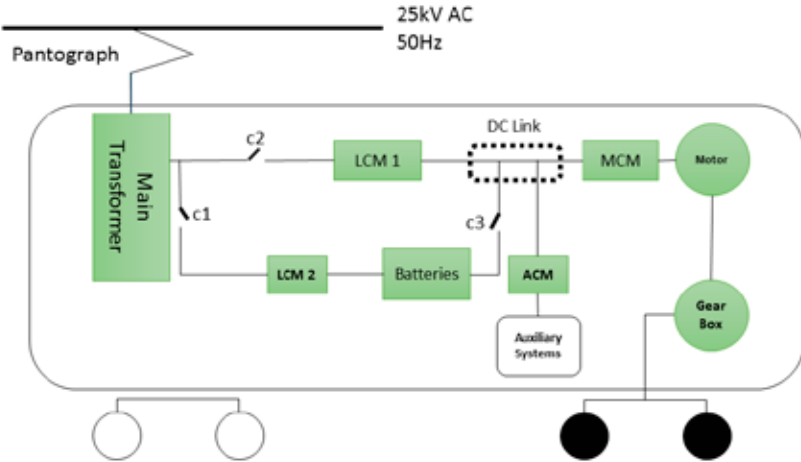 25kV AC
50Hz
Pantograph
Main
Transformer
c2
LCM 1
DC Link
MCM
Motor
c1
c3
LCM 2
Batteries
ACM
Gear
Box
Auxiliary
Systems